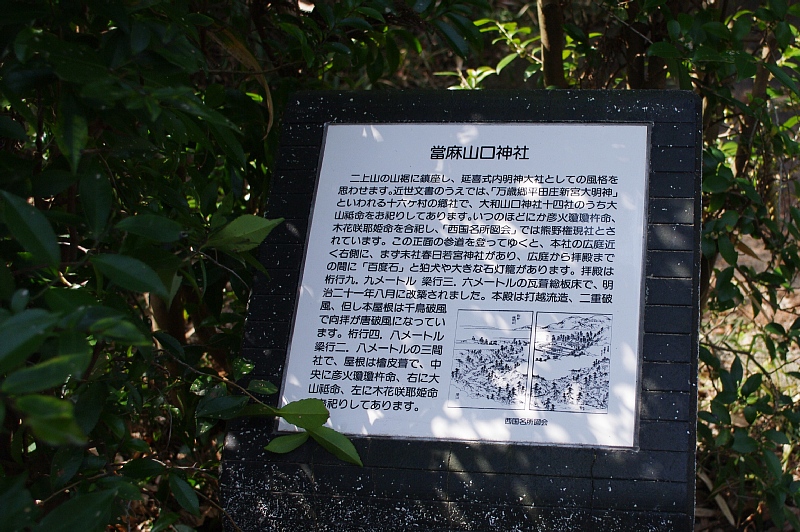 當麻山口神社
二上山の山裾に鎮座し、延喜式内明神大社としての風格を
思わせます。近世文書のうえでは、「万歳郷平田庄新宮大明神」
といわれる十六ヶ村の郷社で、大和山口神社十四社のうち大
山祗命をお祀りしてあります。いつのほどにか彦火瓊瓊杵命、
木花咲耶姫命を合祀し、「西国名所図会」では熊野権現社とさ
れています。この正面の参道を登ってゆくと、本社の広庭近
く右側に、まず末社春日若宮神社があり、広庭から拝殿まで
の間に「百度石」と狛犬や大きな石灯籠があります。拝殿は
桁行九．九メートル 梁行三．六メートルの瓦葺総板床で、明
治二十一年八月に改築されました。本殿は打越流造、二重破
風、但し本屋根は千鳥破風
で向拝が唐破風になってい
ます。桁行四．八メートル
梁行二．八メートルの三間
社で、屋根は檜皮葺で、中
央に彦火瓊瓊杵命、右に大
山祗命、左に木花咲耶姫命
お祀りしてあります。
西国名所図会